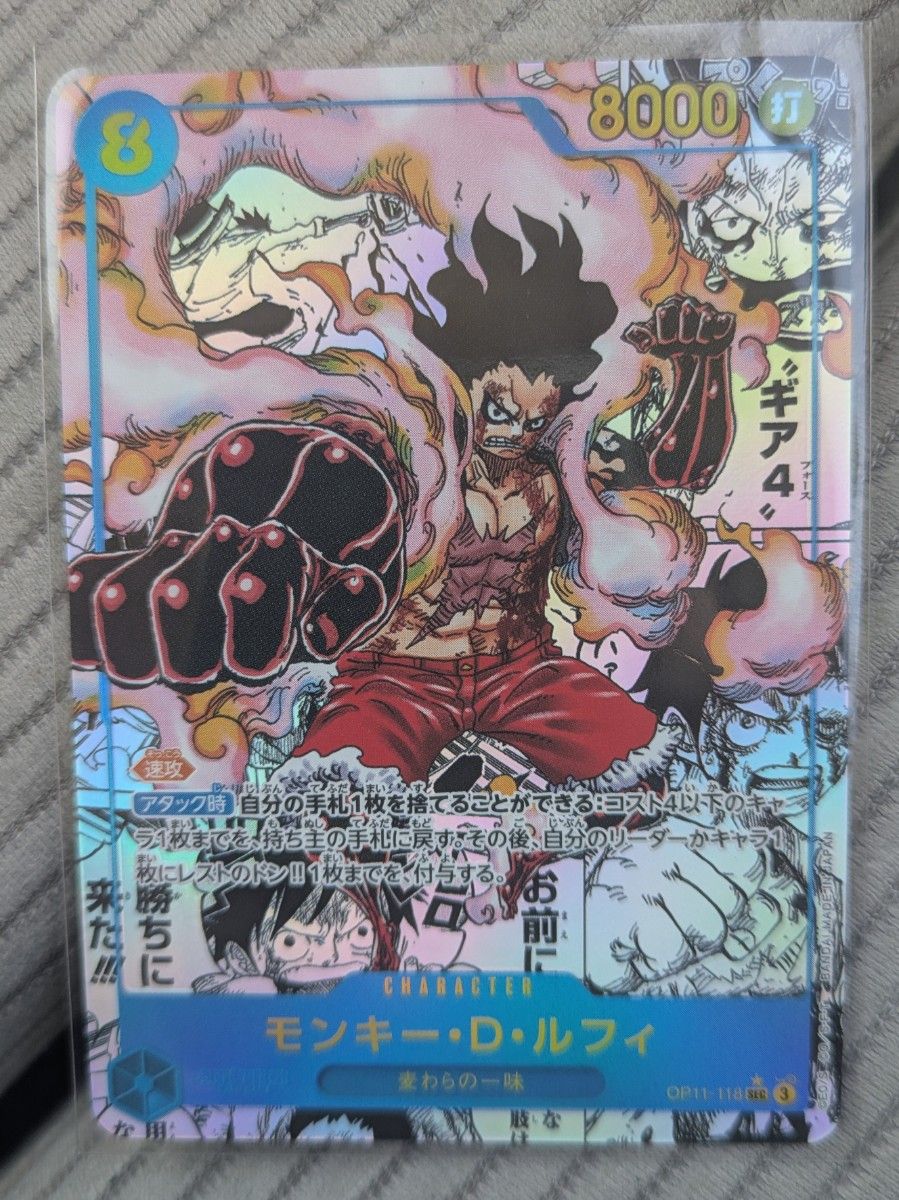 8
8000
打
"ギア4"
フォース
速攻
アタック時 自分の手札1枚を捨てることができる:コスト4以下のキャ
ラ1枚までを、持ち主の手札に戻す。その後、自分のリーダーかキャラ1
枚にレストのドン!!1枚までを、付与する。
お前に
勝ちに
来た!!!
CHARACTER
モンキー・D・ルフィ
麦わらの一味
OP11-118 SEC 3